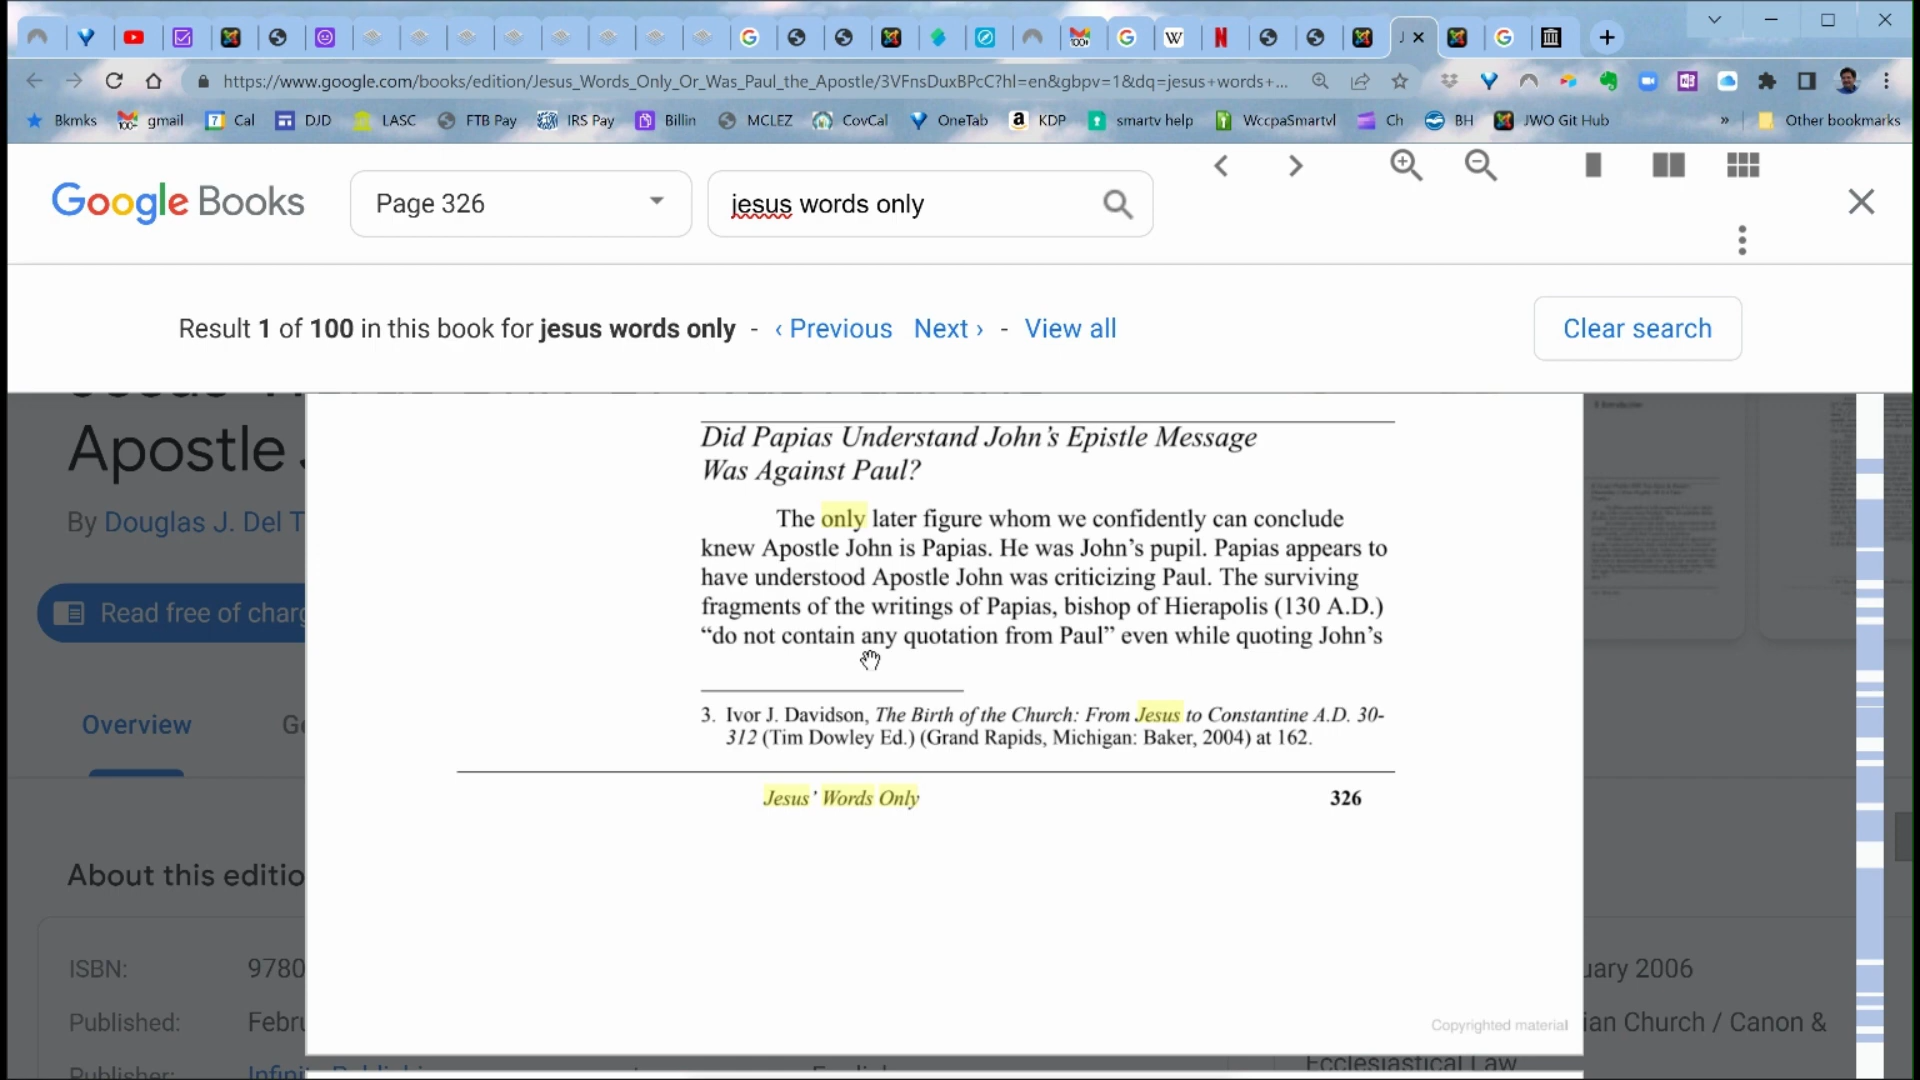 J
https://www.google.com/books/edition/Jesus_Words_Only_Or_Was_Paul_the_Apostle/3VFnsDuxBPcC?hl=en&gbpv=1&dq=jesus+words+...
Bkmks gmail Cal DJD LASC FTB Pay IRS Pay Billin MCLEZ CovCal OneTab KDP smartv help WccpaSmartvl Ch BH JWO Git Hub » Other bookmarks
Google Books
Page 326
jesus words only
Result 1 of 100 in this book for jesus words only - ‹ Previous Next › - View all
Clear search
Apostle
By Douglas J. Del T
Read free of charg
Overview
About this editio
ISBN: 9780
Published: Febru
Publisher:
Did Papias Understand John's Epistle Message
Was Against Paul?
The only later figure whom we confidently can conclude
knew Apostle John is Papias. He was John's pupil. Papias appears to
have understood Apostle John was criticizing Paul. The surviving
fragments of the writings of Papias, bishop of Hierapolis (130 A.D.)
“do not contain any quotation from Paul” even while quoting John's
3. Ivor J. Davidson, The Birth of the Church: From Jesus to Constantine A.D. 30-
312 (Tim Dowley Ed.) (Grand Rapids, Michigan: Baker, 2004) at 162.
Jesus' Words Only 326
Copyrighted material
uary 2006
ian Church / Canon &
Ecclesiastical Law